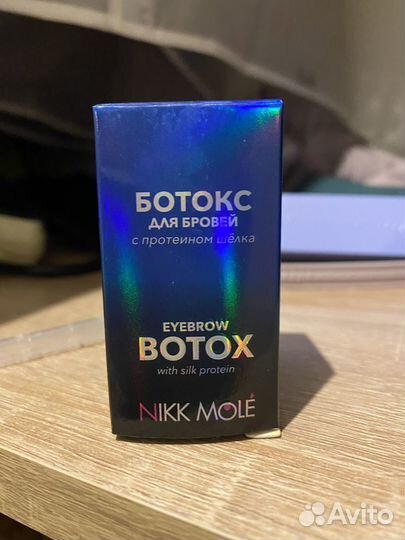 БОТОКС
ДЛЯ БРОВЕЙ
с протеином шёлка
EYEBROW
BOTOX
with silk protein
NIKK MOLÉ
Avito